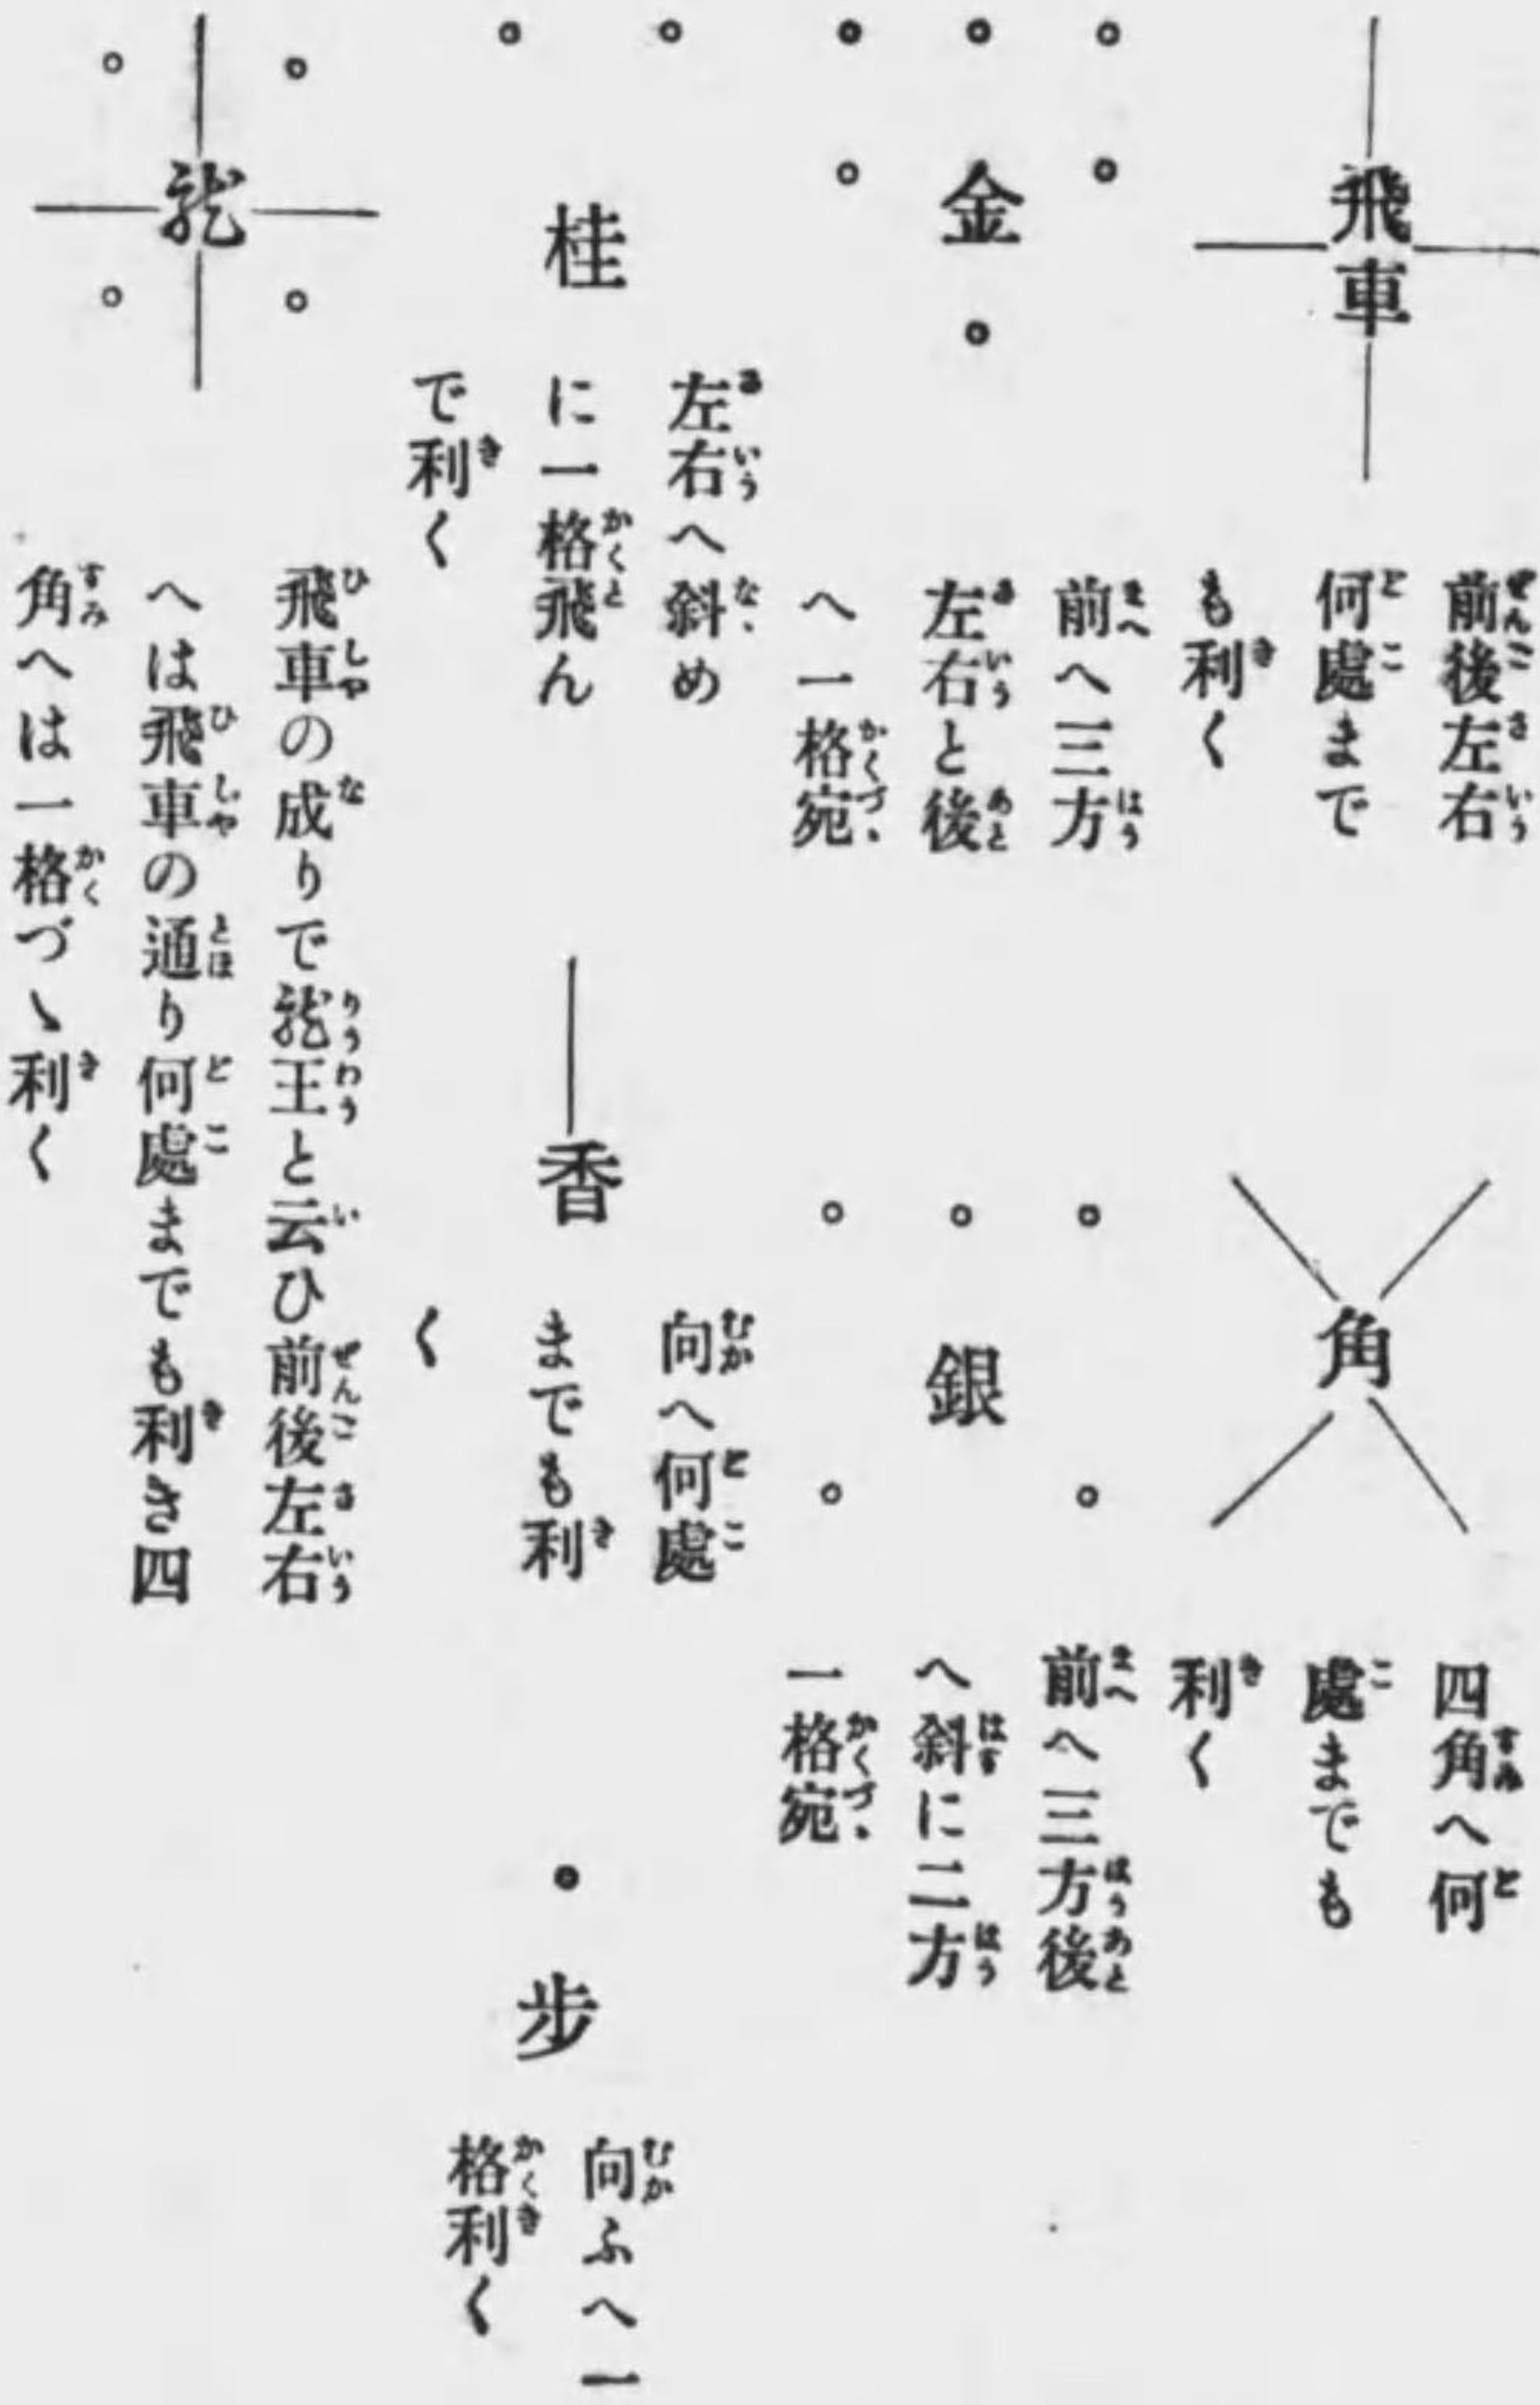 飛車
前後左右
何處まで
も利く
角
四角へ何
處までも
利く
金
前へ三方
左右と後
へ一格宛
銀
前へ三方後
へ斜に二方
一格宛
桂
左右へ斜め
に一格飛ん
で利く
香
向へ何處
までも利
く
步
向ふへ一
格利く
龍
飛車の成りで龍王と云ひ前後左右
へは飛車の通り何處までも利き四
角へは一格づゝ利く